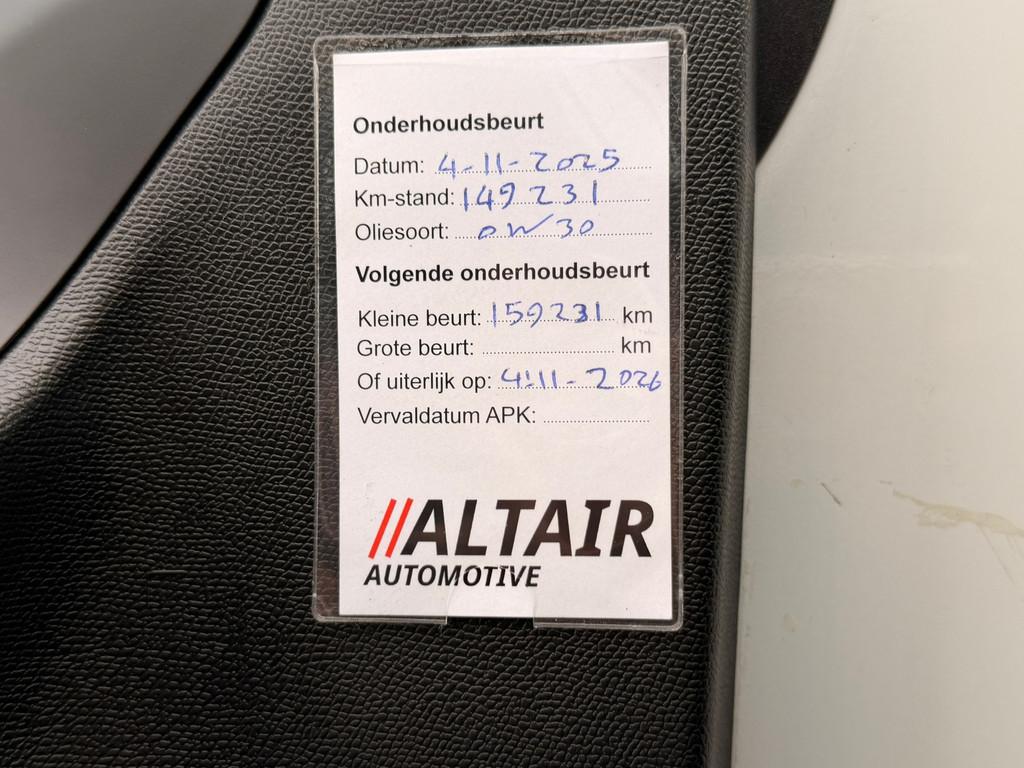 Onderhoudsbeurt
Datum: 4-11-2025
Km-stand: 149231
Oliesoort: 0W30
Volgende onderhoudsbeurt
Kleine beurt: 159231 km
Grote beurt: km
Of uiterlijk op: 4-11-2026
Vervaldatum APK:
//ALTAIR
AUTOMOTIVE